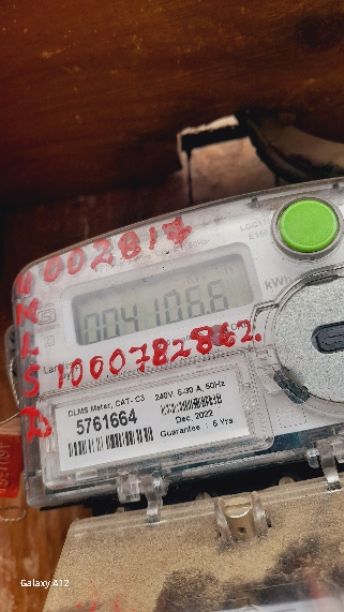 0002817
kWh
004106.6
1000782862.
DLMS Meter, CAT- C3
240V, 5-30 A, 50Hz
5761664
Dec, 2022
Guarantee : 5 Yrs.
Galaxy A12